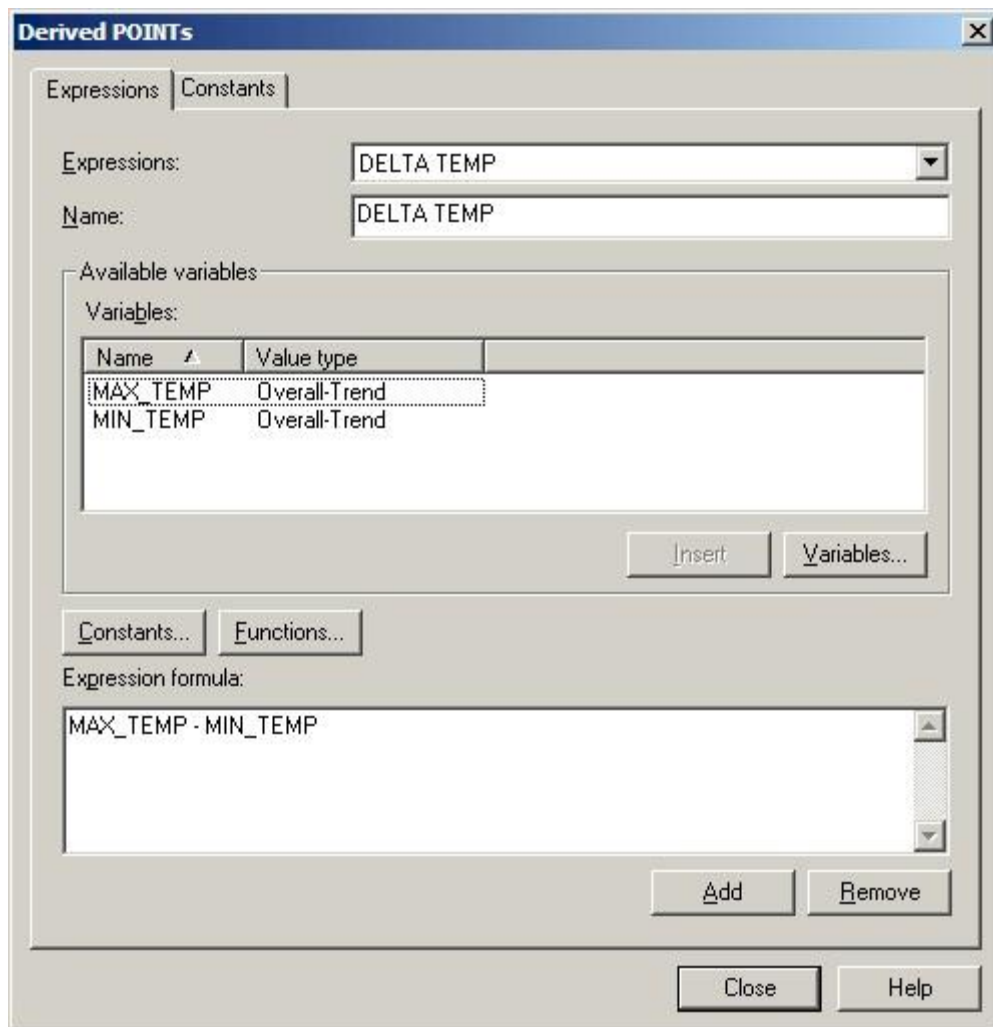 Derived POINTs
Expressions Constants
Expressions: DELTA TEMP
Name: DELTA TEMP
Available variables
Variables:
Name Value type
MAX_TEMP Overall-Trend
MIN_TEMP Overall-Trend
Insert Variables...
Constants... Functions...
Expression formula:
MAX_TEMP - MIN_TEMP
Add Remove
Close Help